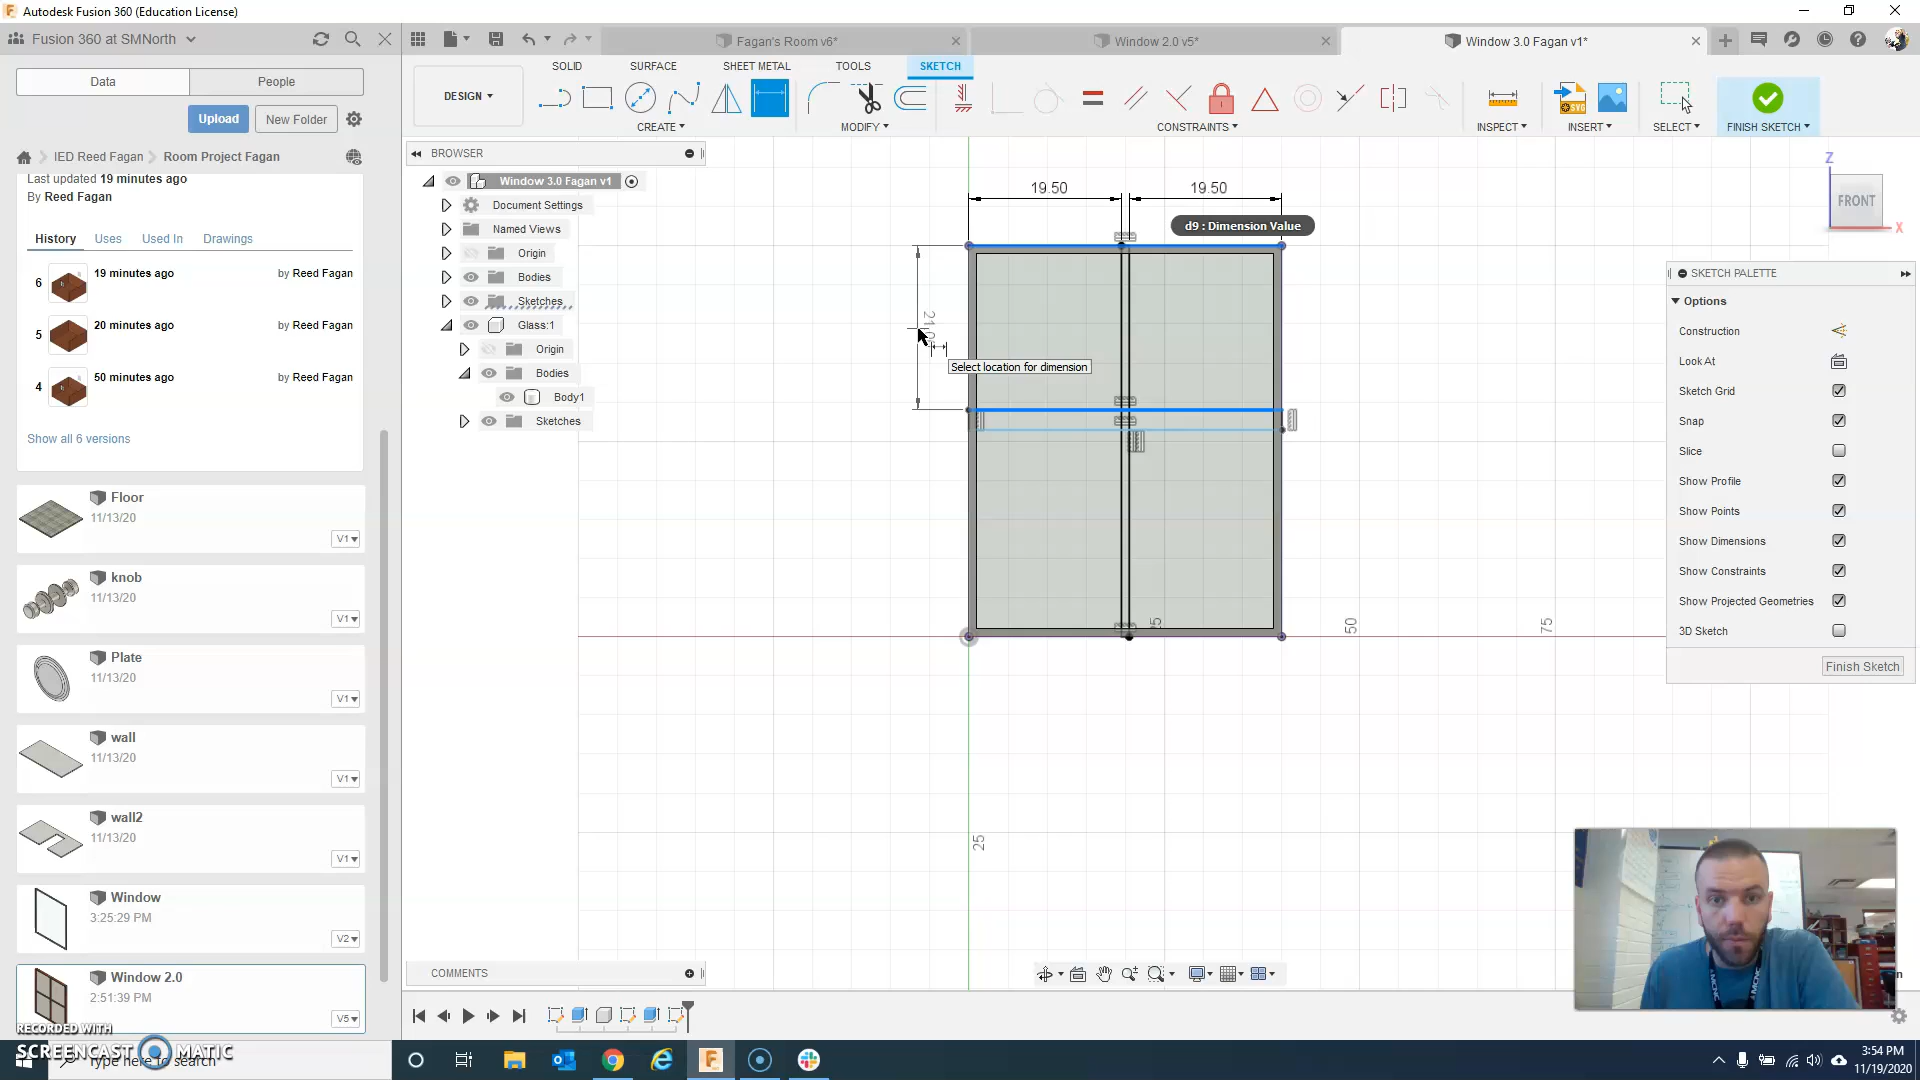 Autodesk Fusion 360 (Education License)
Fusion 360 at SMNorth
Fagan's Room v6*
Window 2.0 v5*
Window 3.0 Fagan v1*
Data
People
SOLID
SURFACE
SHEET METAL
TOOLS
SKETCH
Upload
New Folder
DESIGN
CREATE
MODIFY
CONSTRAINTS
INSPECT
INSERT
SELECT
FINISH SKETCH
SVG
IED Reed Fagan
Room Project Fagan
Last updated 19 minutes ago
By Reed Fagan
History
Uses
Used In
Drawings
6
19 minutes ago
by Reed Fagan
5
20 minutes ago
by Reed Fagan
4
50 minutes ago
by Reed Fagan
Show all 6 versions
Floor
11/13/20
V1
knob
11/13/20
V1
Plate
11/13/20
V1
wall
11/13/20
V1
wall2
11/13/20
V1
Window
3:25:29 PM
V2
Window 2.0
2:51:39 PM
V5
BROWSER
Window 3.0 Fagan v1
Document Settings
Named Views
Origin
Bodies
Sketches
Glass:1
Origin
Bodies
Body1
Sketches
19.50
19.50
d9 : Dimension Value
Select location for dimension
25
50
75
25
Z
FRONT
X
SKETCH PALETTE
Options
Construction
Look At
Sketch Grid
Snap
Slice
Show Profile
Show Points
Show Dimensions
Show Constraints
Show Projected Geometries
3D Sketch
Finish Sketch
COMMENTS
RECORDED WITH
SCREENCAST MATIC
Type here to search
3:54 PM
11/19/2020